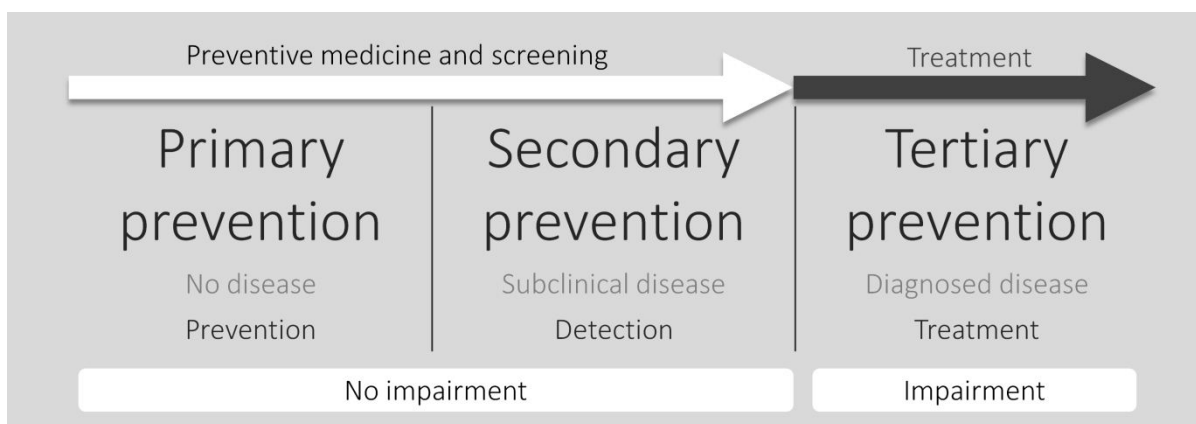 Preventive medicine and screening
Treatment
Primary
prevention
No disease
Prevention
Secondary
prevention
Subclinical disease
Detection
Tertiary
prevention
Diagnosed disease
Treatment
No impairment
Impairment